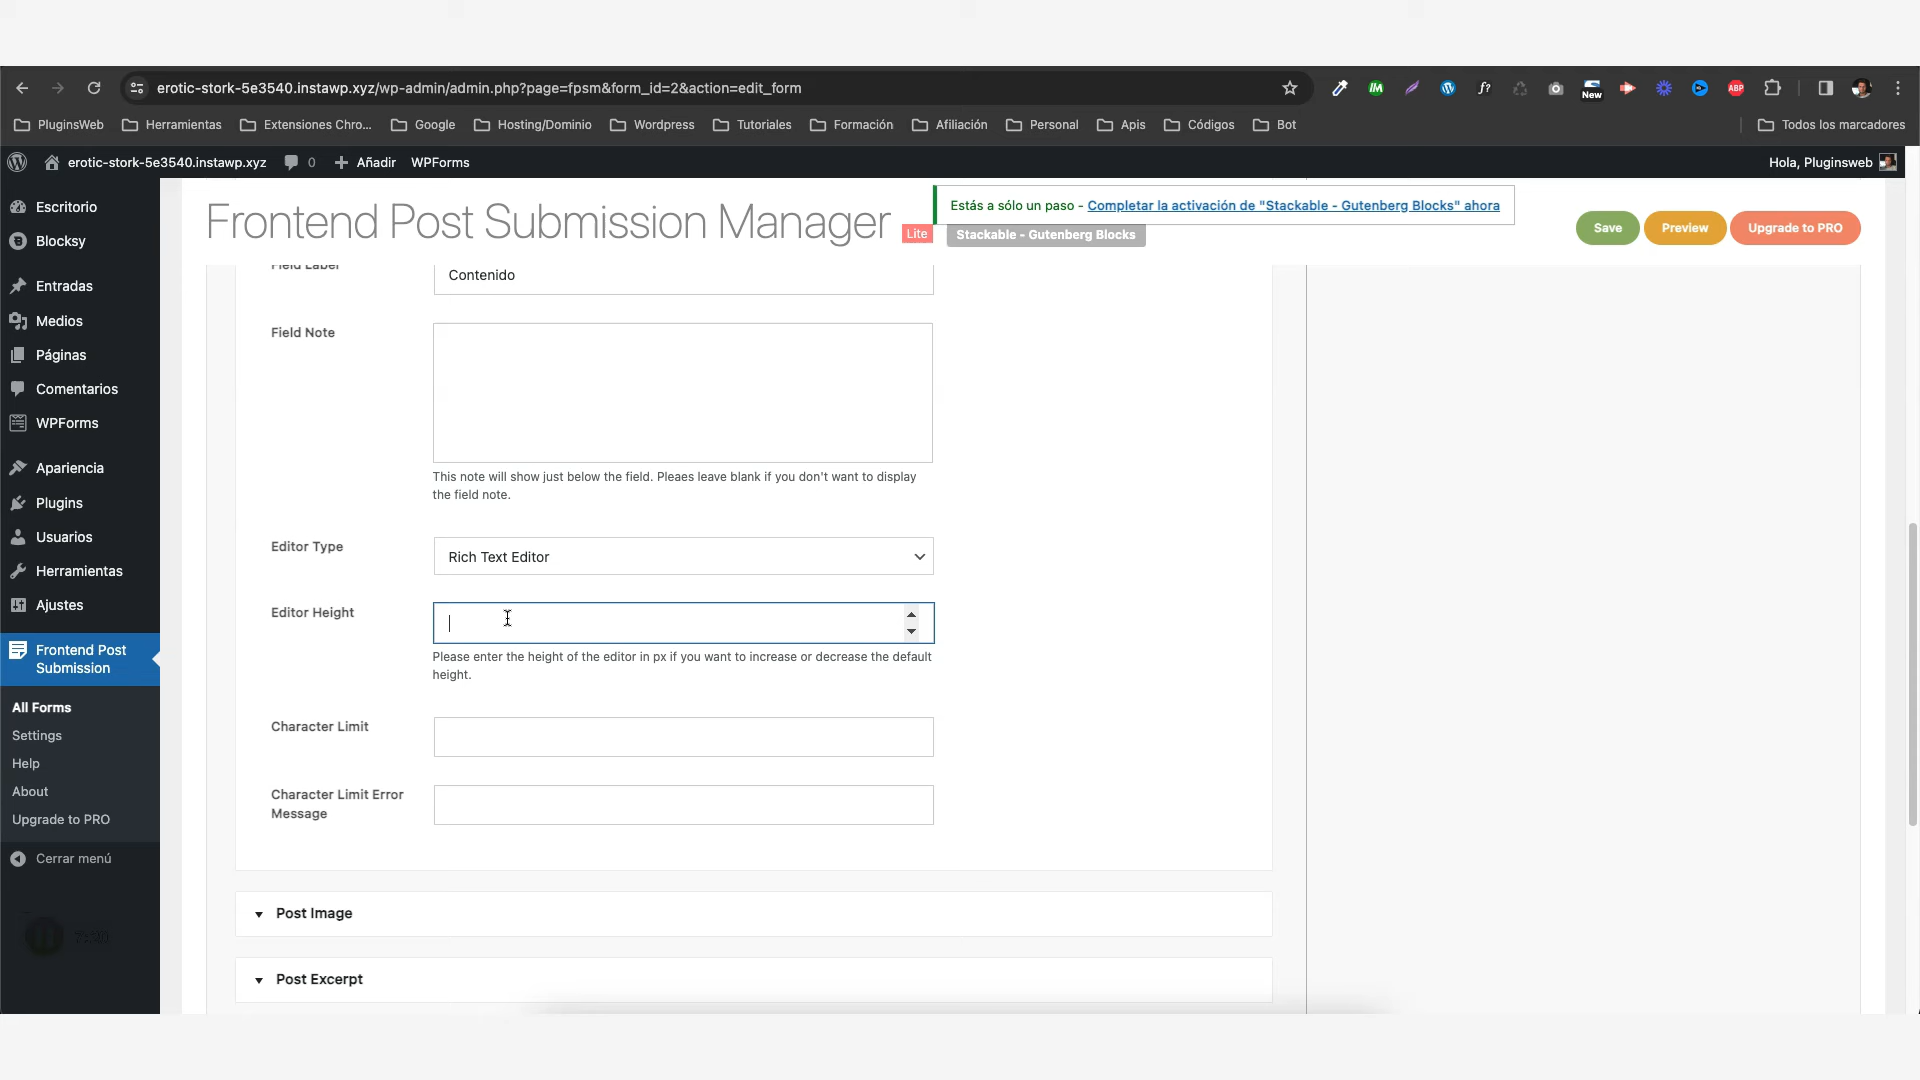 erotic-stork-5e3540.instawp.xyz/wp-admin/admin.php?page=fpsm&form_id=2&action=edit_form
New
ABP
PluginsWeb
Herramientas
Extensiones Chro...
Google
Hosting/Dominio
Wordpress
Tutoriales
Formación
Afiliación
Personal
Apis
Códigos
Bot
Todos los marcadores
erotic-stork-5e3540.instawp.xyz
0
Añadir
WPForms
Hola, Pluginsweb
Escritorio
Blocksy
Entradas
Medios
Páginas
Comentarios
WPForms
Apariencia
Plugins
Usuarios
Herramientas
Ajustes
Frontend Post
Submission
All Forms
Settings
Help
About
Upgrade to PRO
Cerrar menú
Frontend Post Submission Manager
Lite
Estás a sólo un paso - Completar la activación de "Stackable - Gutenberg Blocks" ahora
Stackable - Gutenberg Blocks
Save
Preview
Upgrade to PRO
Field Label
Contenido
Field Note
This note will show just below the field. Pleaes leave blank if you don't want to display
the field note.
Editor Type
Rich Text Editor
Editor Height
Please enter the height of the editor in px if you want to increase or decrease the default
height.
Character Limit
Character Limit Error
Message
Post Image
Post Excerpt